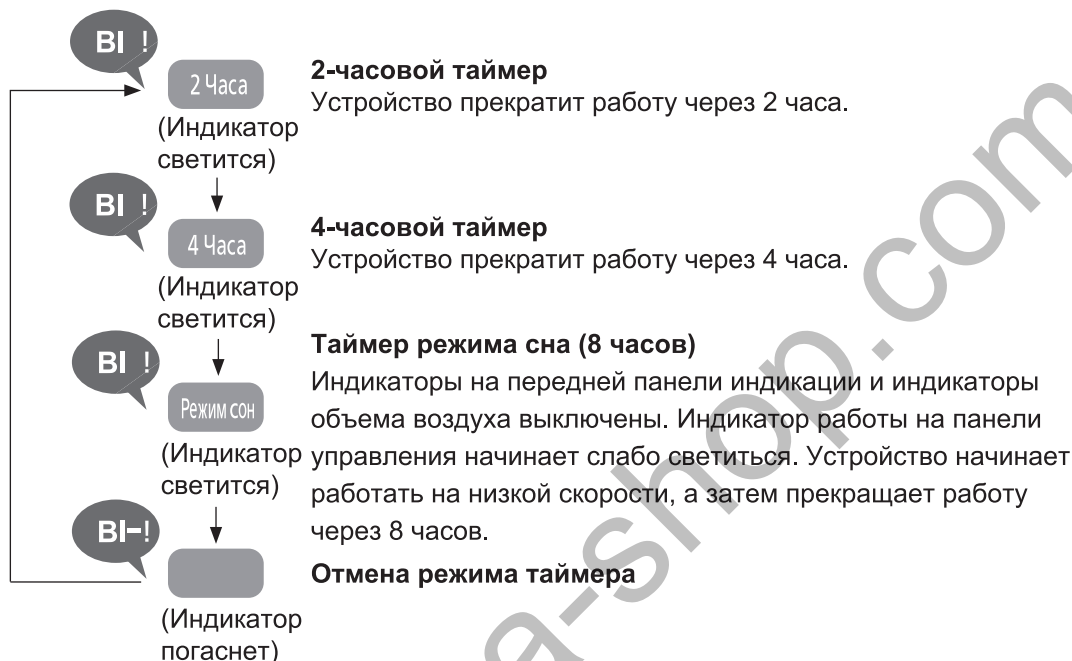 BI !
2 Часа
(Индикатор
светится)
2-часовой таймер
Устройство прекратит работу через 2 часа.
BI !
4 Часа
(Индикатор
светится)
4-часовой таймер
Устройство прекратит работу через 4 часа.
BI !
Режим сон
(Индикатор
светится)
Таймер режима сна (8 часов)
Индикаторы на передней панели индикации и индикаторы
объема воздуха выключены. Индикатор работы на панели
управления начинает слабо светиться. Устройство начинает
работать на низкой скорости, а затем прекращает работу
через 8 часов.
BI-!
(Индикатор
погаснет)
Отмена режима таймера
a-shop.com